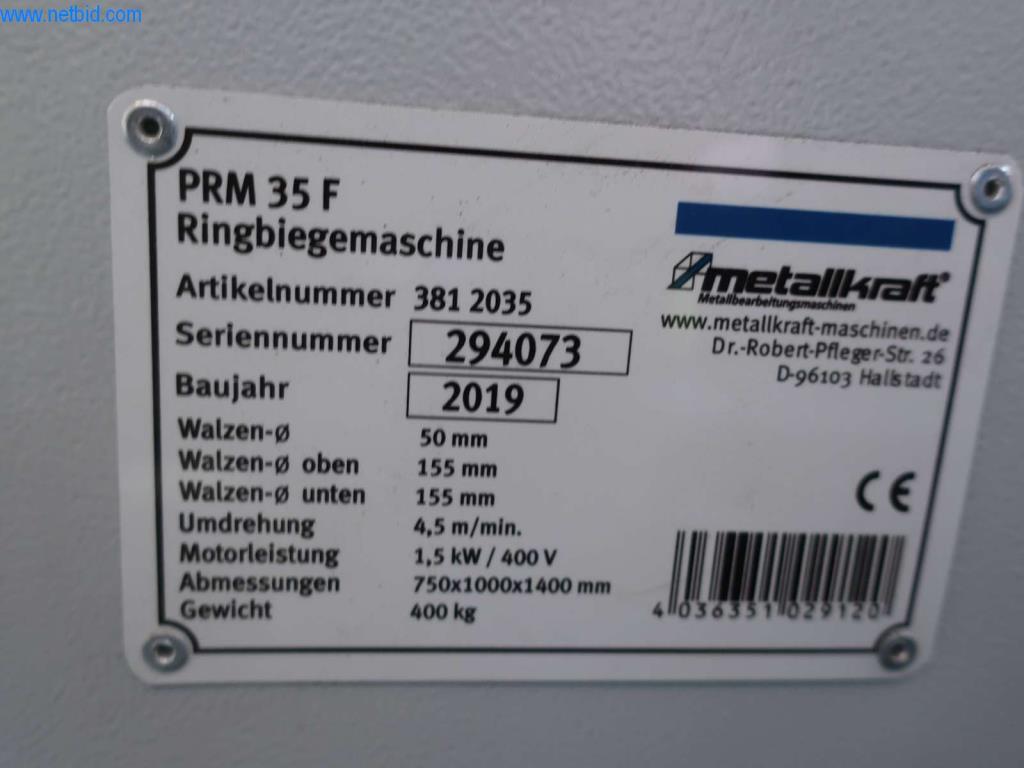 www.netbid.com
PRM 35 F
Ringbiegemaschine
Artikelnummer 381 2035
Seriennummer 294073
Baujahr 2019
Walzen-ø 50 mm
Walzen-ø oben 155 mm
Walzen-ø unten 155 mm
Umdrehung 4,5 m/min.
Motorleistung 1,5 kW / 400 V
Abmessungen 750x1000x1400 mm
Gewicht 400 kg
metallkraft®
Metallbearbeitungsmaschinen
www.metallkraft-maschinen.de
Dr.-Robert-Pfleger-Str. 26
D-96103 Hallstadt
CE
4 036351 029120